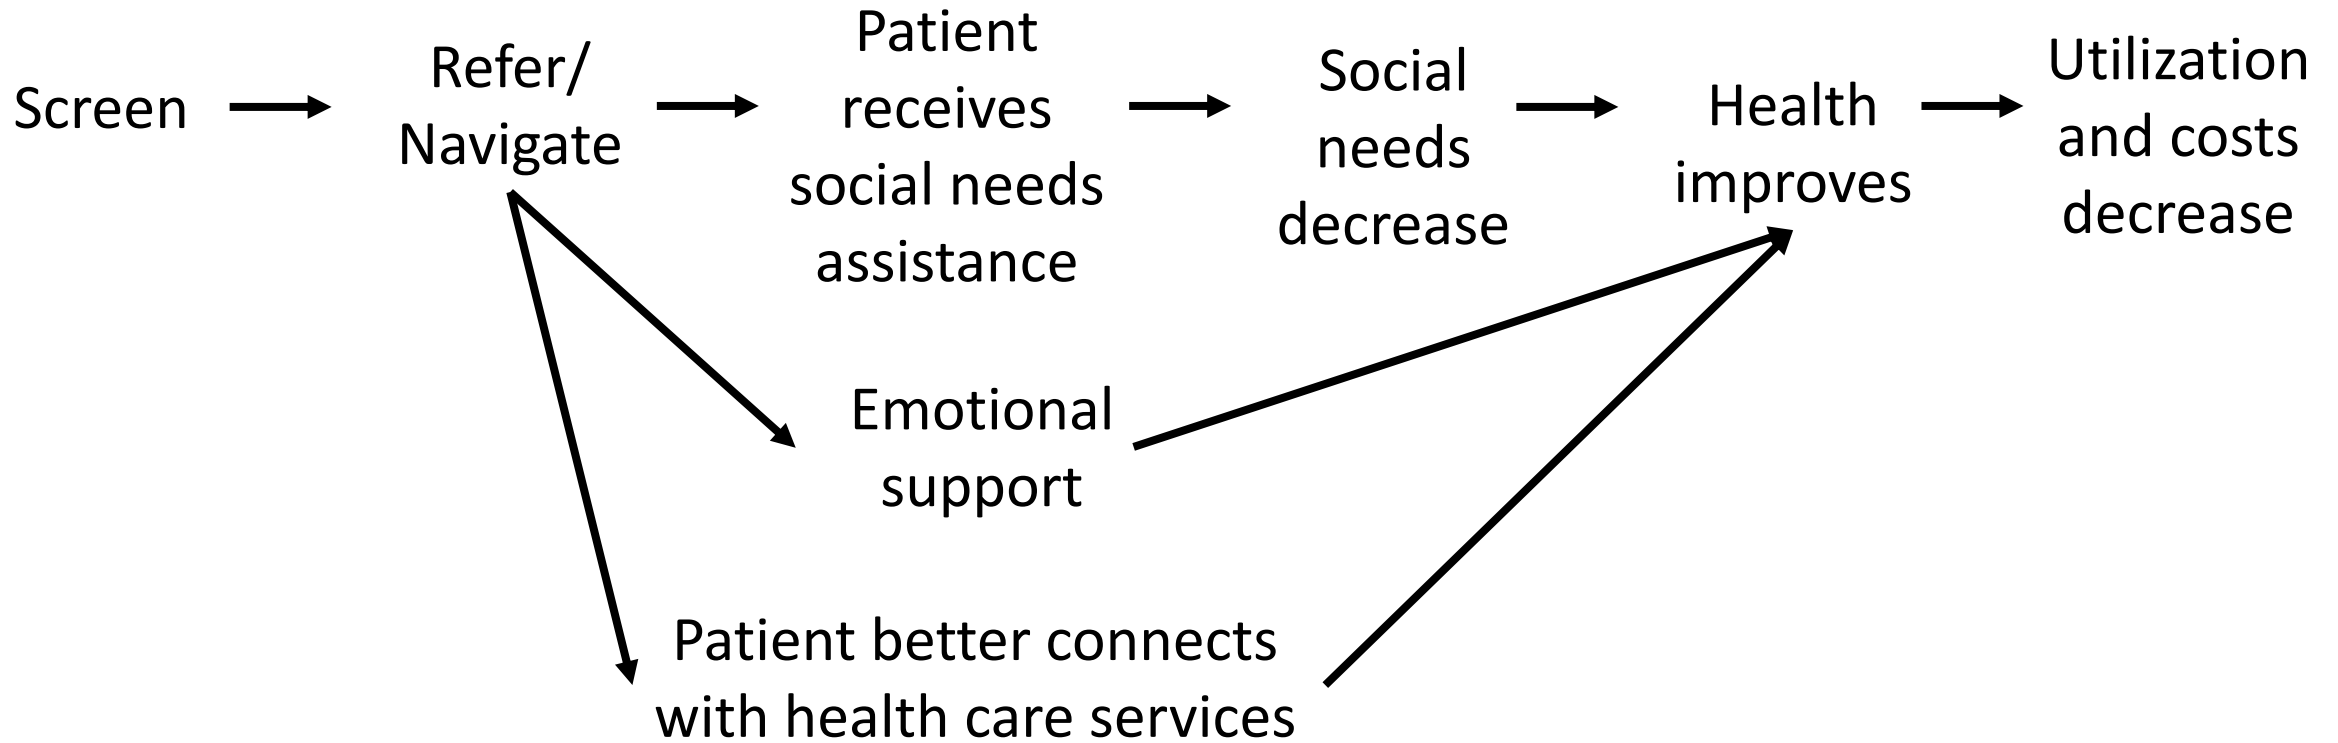 Screen
Refer/
Navigate
Patient
receives
social needs
assistance
Social
needs
decrease
Health
improves
Utilization
and costs
decrease
Emotional
support
Patient better connects
with health care services